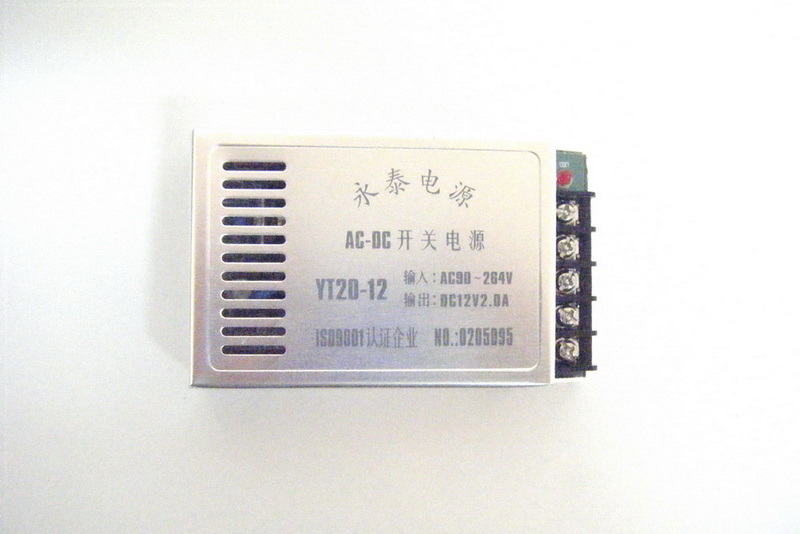 永泰电源
AC-DC 开关电源
YT20-12 输入：AC90~264V
输出：DC12V2.0A
ISO9001认证企业 NO.:0205095